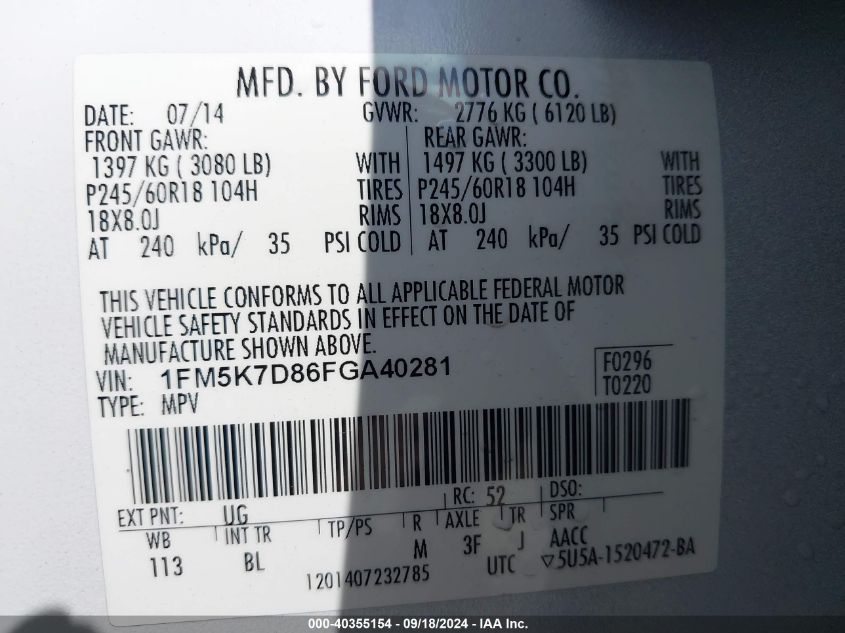 MFD. BY FORD MOTOR CO.
DATE: 07/14 GVWR: 2776 KG ( 6120 LB)
FRONT GAWR: REAR GAWR:
1397 KG ( 3080 LB) WITH 1497 KG ( 3300 LB) WITH
P245/60R18 104H TIRES P245/60R18 104H TIRES
18X8.0J RIMS 18X8.0J RIMS
AT 240 kPa/ 35 PSI COLD AT 240 kPa/ 35 PSI COLD
THIS VEHICLE CONFORMS TO ALL APPLICABLE FEDERAL MOTOR
VEHICLE SAFETY STANDARDS IN EFFECT ON THE DATE OF
MANUFACTURE SHOWN ABOVE.
VIN: 1FM5K7D86FGA40281 F0296
TYPE: MPV T0220
EXT PNT: UG RC: 52 DSO:
WB INT TR TP/PS R AXLE TR SPR
113 BL M 3F J AACC
1201407232785 UTC ▽5U5A-1520472-BA
000-40355154 - 09/18/2024 - IAA Inc.